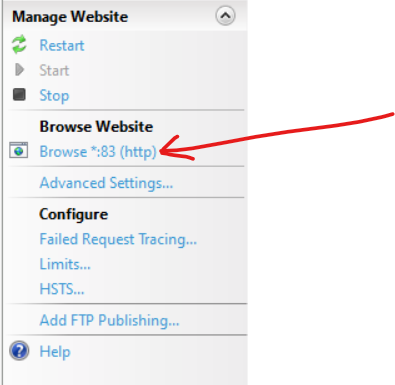 Manage Website
Restart
Start
Stop
Browse Website
Browse *:83 (http)
Advanced Settings...
Configure
Failed Request Tracing...
Limits...
HSTS...
Add FTP Publishing...
Help